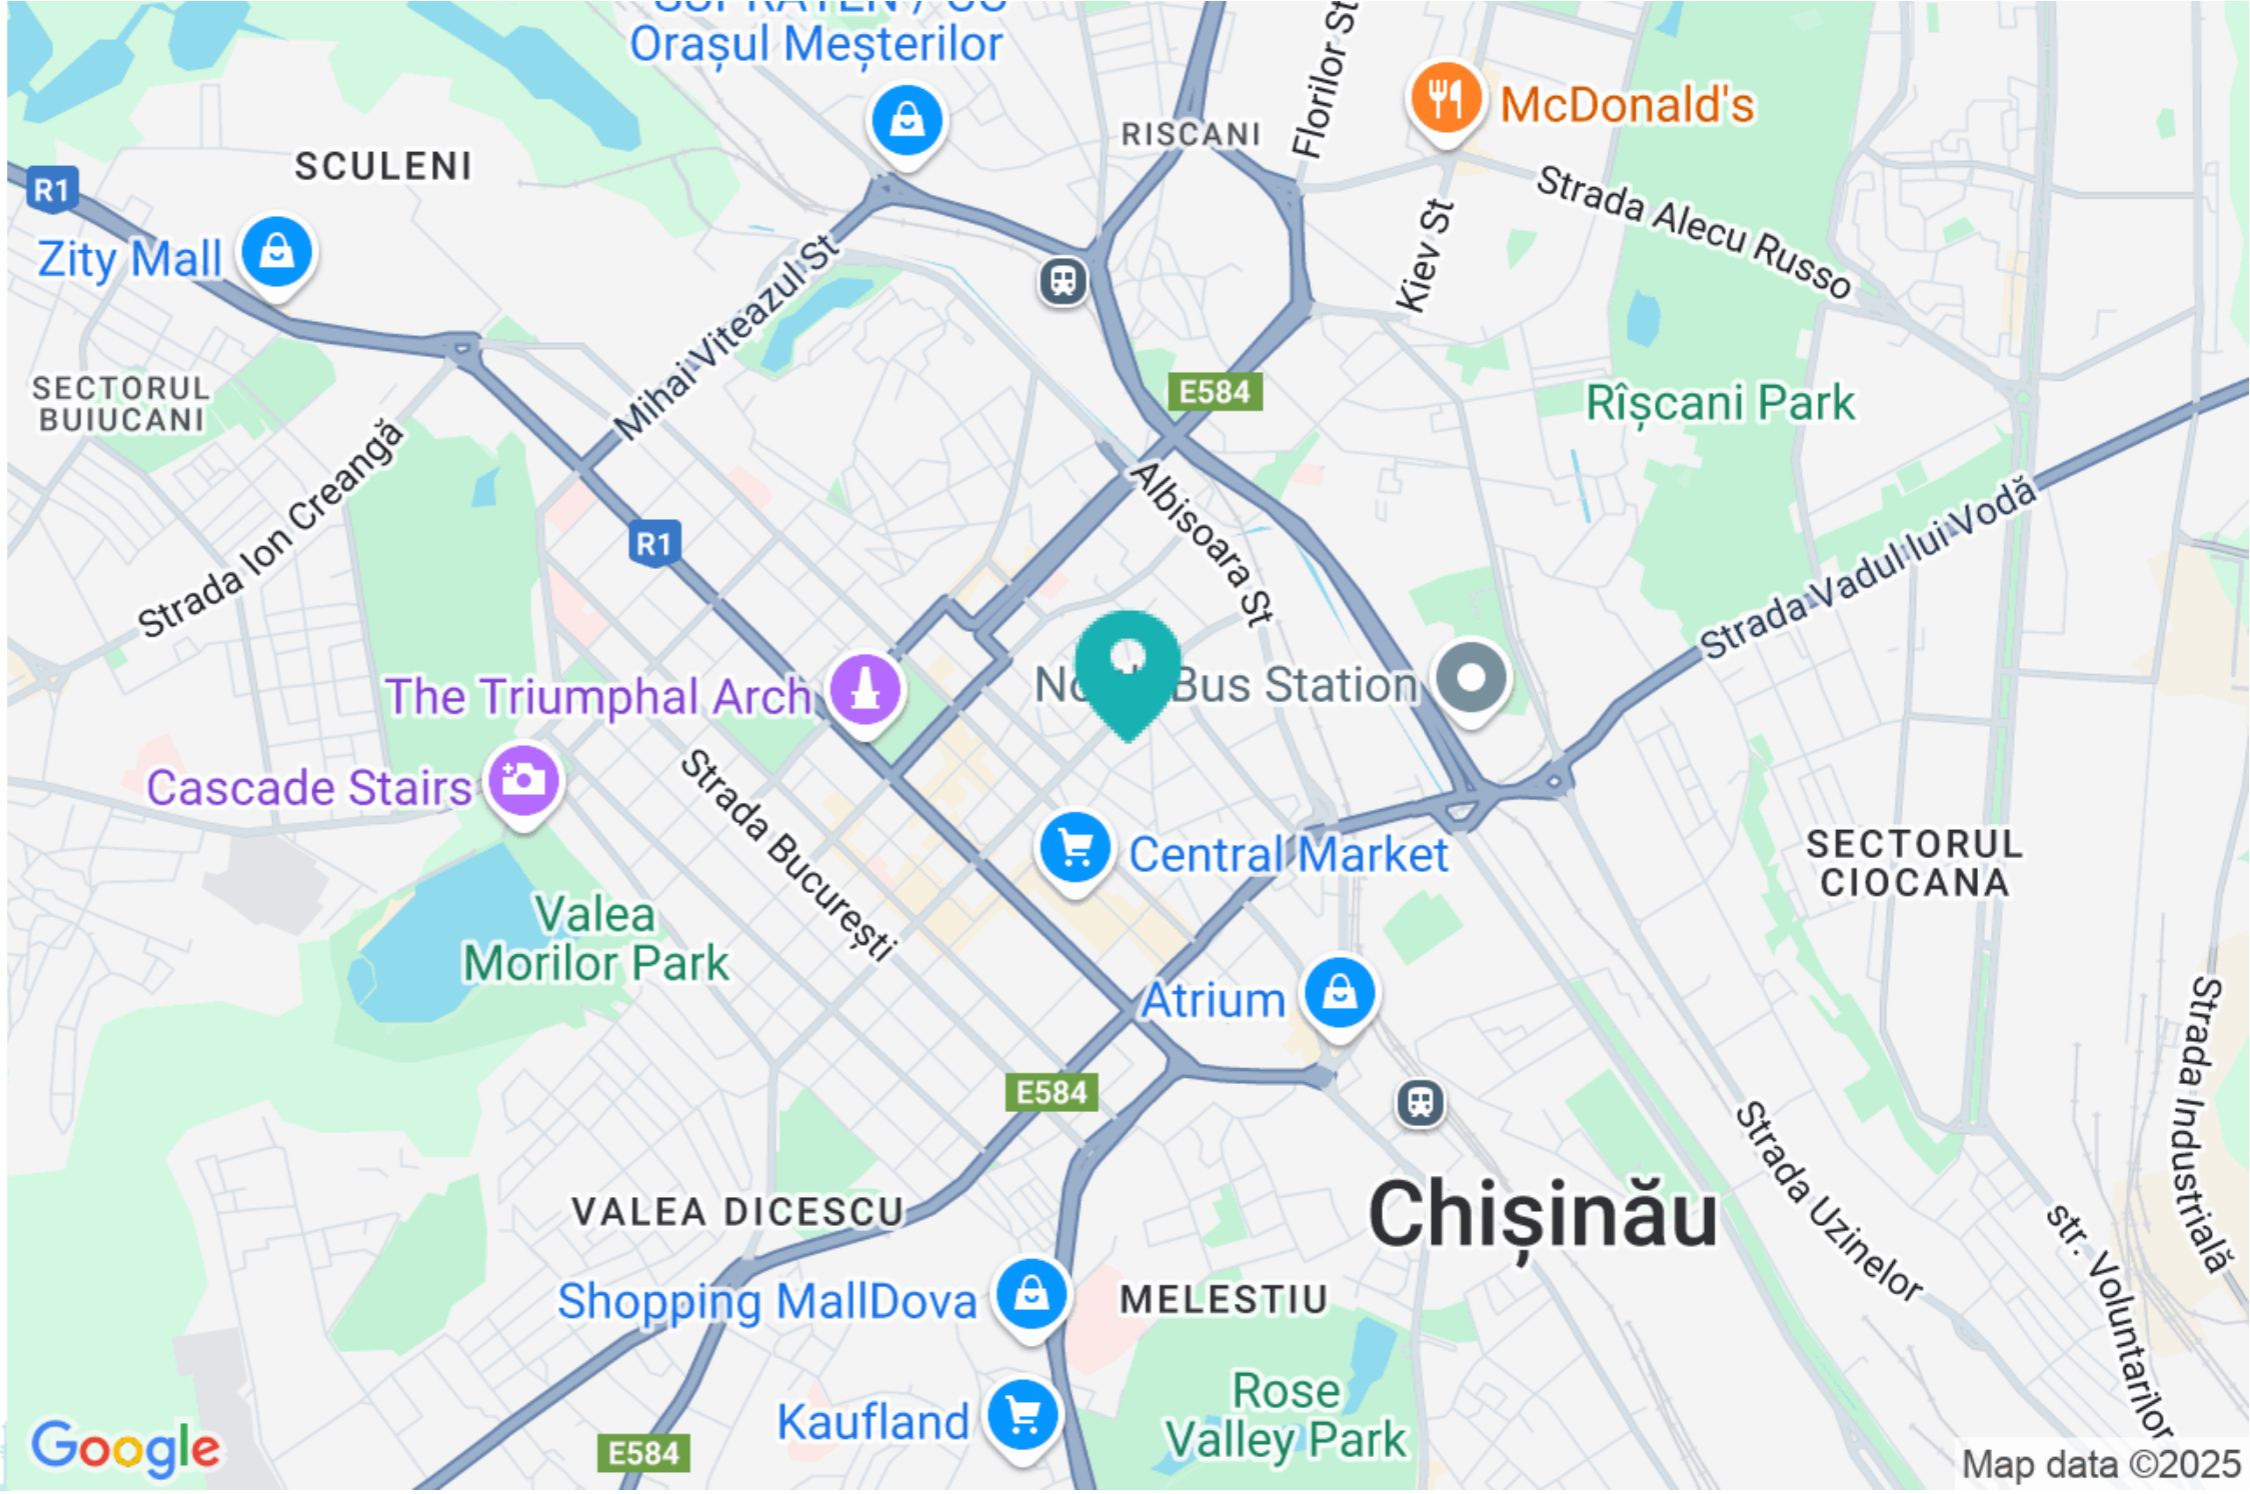 Orașul Meșterilor
RISCANI
Florilor St
McDonald's
SCULENI
R1
Strada Alecu Russo
Zity Mall
Kiev St
Mihai Viteazul St
SECTORUL
BUIUCANI
E584
Rîșcani Park
Strada Ion Creangă
R1
Albisoara St
Strada Vadul lui Vodă
The Triumphal Arch
Bus Station
Cascade Stairs
Strada București
Central Market
SECTORUL
CIOCANA
Valea
Morilor Park
Atrium
E584
Strada Industrială
Strada Uzinelor
VALEA DICESCU
Chișinău
str. Voluntarilor
Shopping MallDova
MELESTIU
Rose
Valley Park
Kaufland
Google
E584
Map data ©2025